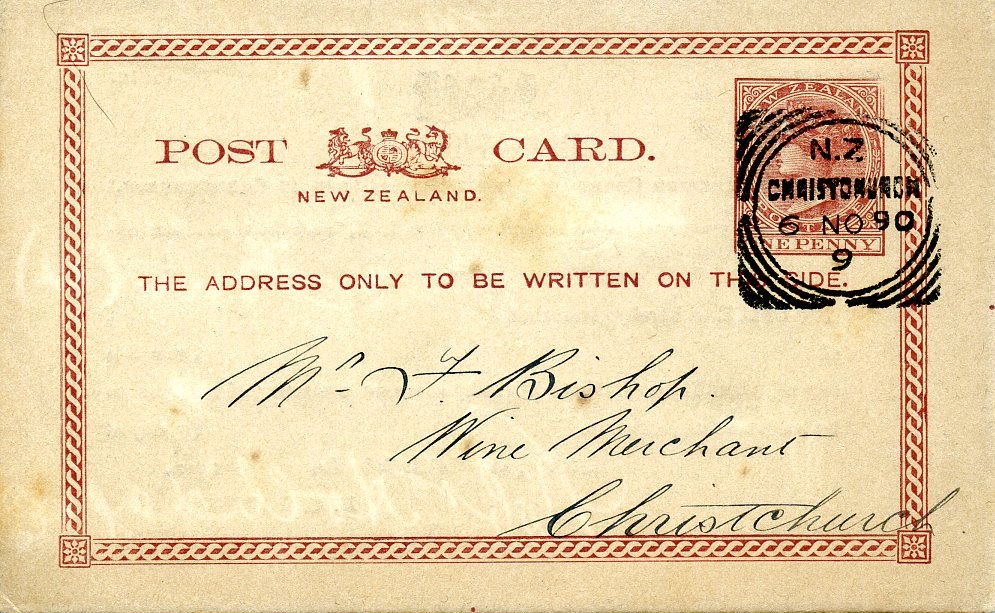 POST CARD.
NEW ZEALAND.
NEW ZEALAND
N.Z.
CHRISTCHURCH
6 NO 90
9
ONE PENNY
THE ADDRESS ONLY TO BE WRITTEN ON THIS SIDE.
Mr. F Bishop.
Wine Merchant
Christchurch